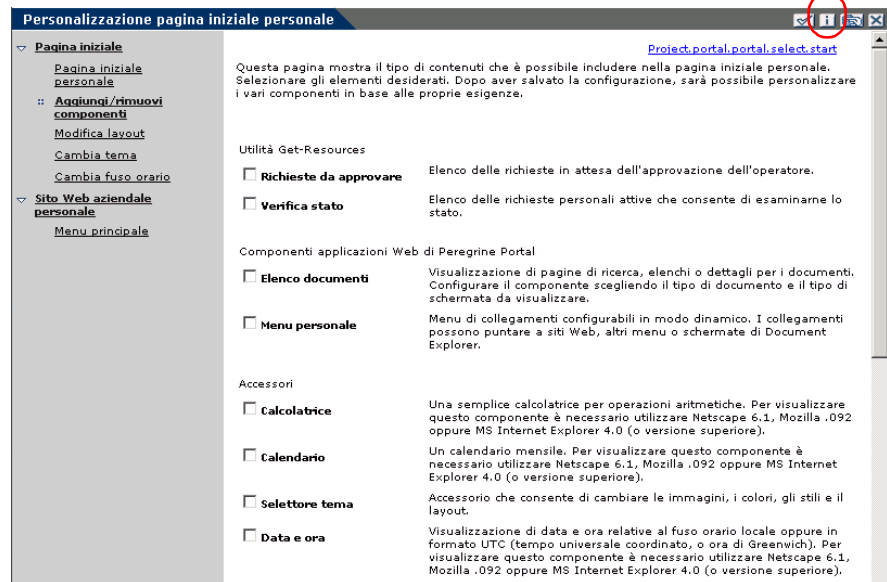 Personalizzazione pagina iniziale personale
Pagina iniziale
Pagina iniziale
personale
Aggiungi/rimuovi
componenti
Modifica layout
Cambia tema
Cambia fuso orario
Sito Web aziendale
personale
Menu principale
Project.portal.portal.select.start
Questa pagina mostra il tipo di contenuti che è possibile includere nella pagina iniziale personale.
Selezionare gli elementi desiderati. Dopo aver salvato la configurazione, sarà possibile personalizzare
i vari componenti in base alle proprie esigenze.
Utilità Get-Resources
Richieste da approvare
Elenco delle richieste in attesa dell'approvazione dell'operatore.
Verifica stato
Elenco delle richieste personali attive che consente di esaminarne lo
stato.
Componenti applicazioni Web di Peregrine Portal
Elenco documenti
Visualizzazione di pagine di ricerca, elenchi o dettagli per i documenti.
Configurare il componente scegliendo il tipo di documento e il tipo di
schermata da visualizzare.
Menu personale
Menu di collegamenti configurabili in modo dinamico. I collegamenti
possono puntare a siti Web, altri menu o schermate di Document
Explorer.
Accessori
Calcolatrice
Una semplice calcolatrice per operazioni aritmetiche. Per visualizzare
questo componente è necessario utilizzare Netscape 6.1, Mozilla .092
oppure MS Internet Explorer 4.0 (o versione superiore).
Calendario
Un calendario mensile. Per visualizzare questo componente è
necessario utilizzare Netscape 6.1, Mozilla .092 oppure MS Internet
Explorer 4.0 (o versione superiore).
Selettore tema
Accessorio che consente di cambiare le immagini, i colori, gli stili e il
layout.
Data e ora
Visualizzazione di data e ora relative al fuso orario locale oppure in
formato UTC (tempo universale coordinato, o ora di Greenwich). Per
visualizzare questo componente è necessario utilizzare Netscape 6.1,
Mozilla .092 oppure MS Internet Explorer 4.0 (o versione superiore).